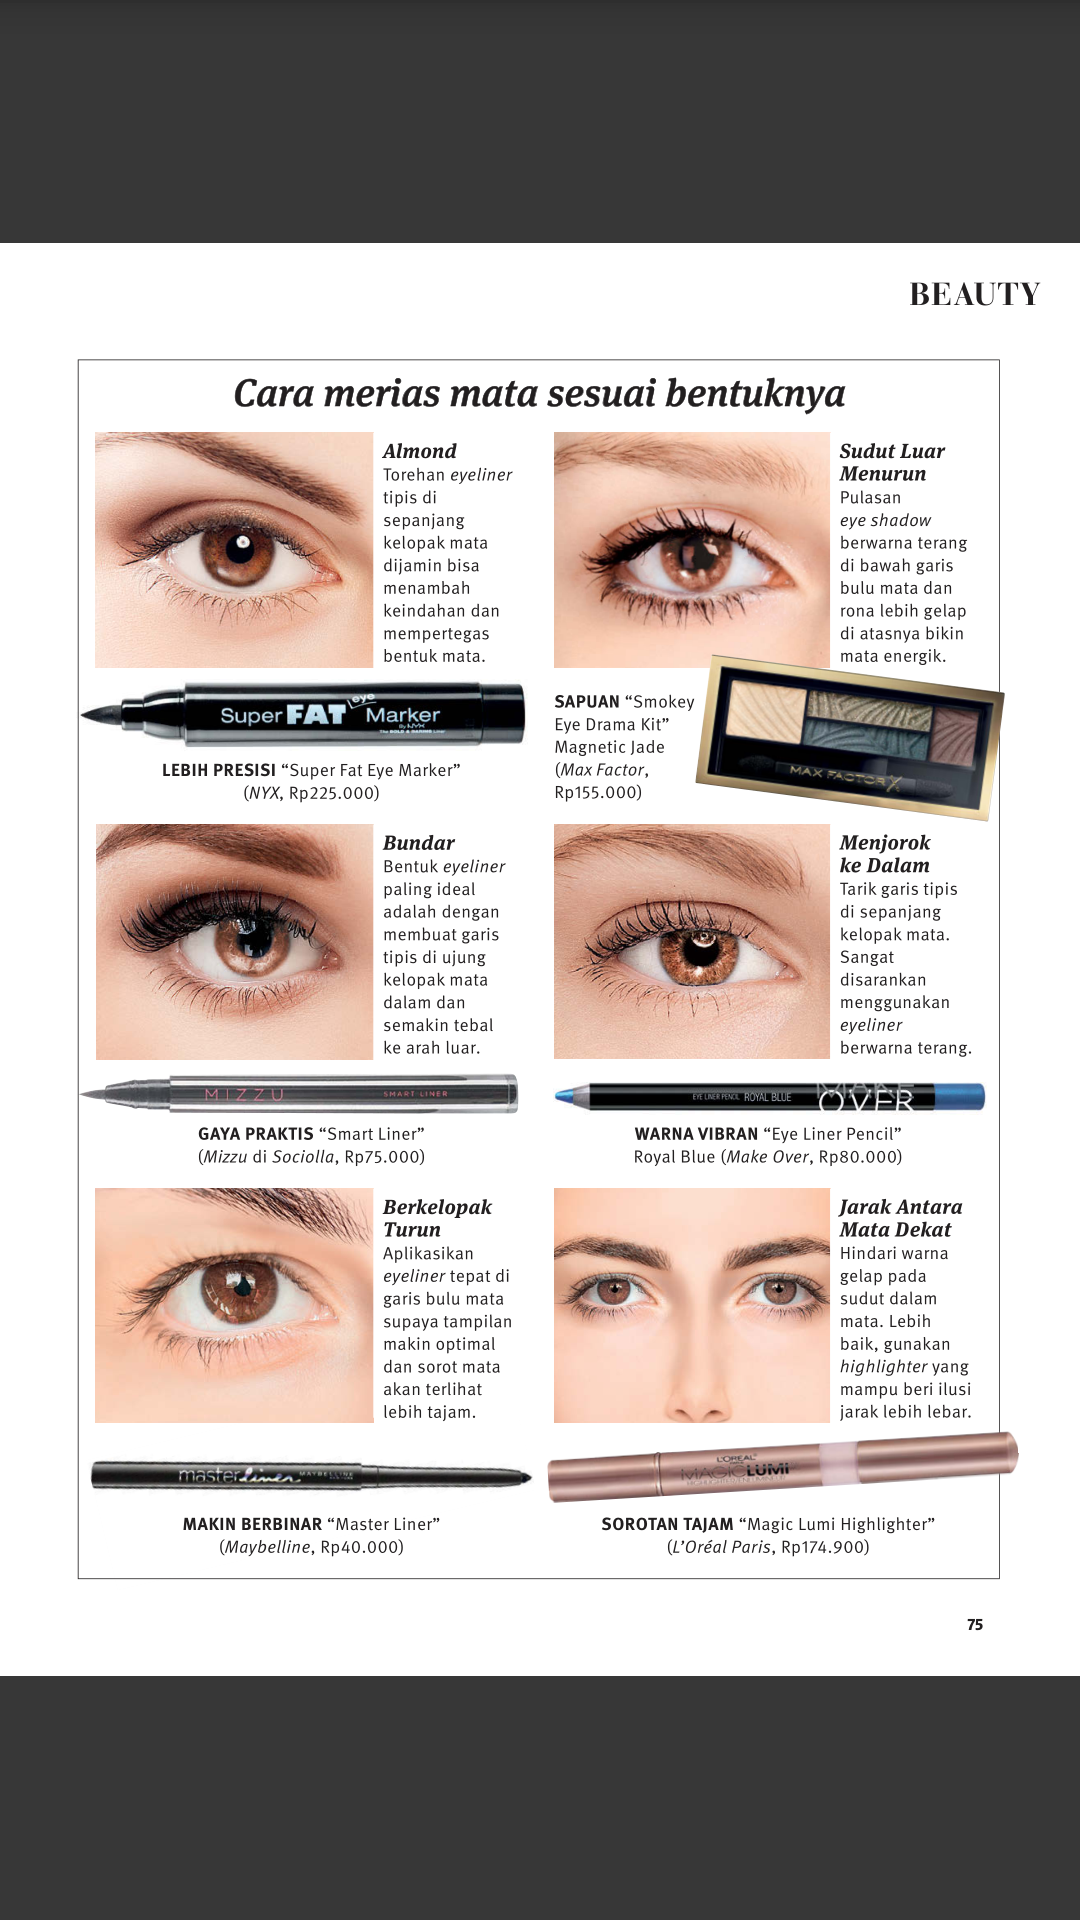 BEAUTY
Cara merias mata sesuai bentuknya
Almond
Torehan eyeliner
tipis di
sepanjang
kelopak mata
dijamin bisa
menambah
keindahan dan
mempertegas
bentuk mata.
Super FAT eye Marker
by NYX
LEBIH PRESISI “Super Fat Eye Marker”
(NYX, Rp225.000)
Sudut Luar
Menurun
Pulasan
eye shadow
berwarna terang
di bawah garis
bulu mata dan
rona lebih gelap
di atasnya bikin
mata energik.
SAPUAN “Smokey
Eye Drama Kit”
Magnetic Jade
(Max Factor,
Rp155.000)
MAX FACTOR X
Bundar
Bentuk eyeliner
paling ideal
adalah dengan
membuat garis
tipis di ujung
kelopak mata
dalam dan
semakin tebal
ke arah luar.
MIZZU SMART LINER
GAYA PRAKTIS “Smart Liner”
(Mizzu di Sociolla, Rp75.000)
Menjorok
ke Dalam
Tarik garis tipis
di sepanjang
kelopak mata.
Sangat
disarankan
menggunakan
eyeliner
berwarna terang.
EYE LINER PENCIL ROYAL BLUE MAKE
OVER
WARNA VIBRAN “Eye Liner Pencil”
Royal Blue (Make Over, Rp80.000)
Berkelopak
Turun
Aplikasikan
eyeliner tepat di
garis bulu mata
supaya tampilan
makin optimal
dan sorot mata
akan terlihat
lebih tajam.
master liner MAYBELLINE
MAKIN BERBINAR “Master Liner”
(Maybelline, Rp40.000)
Jarak Antara
Mata Dekat
Hindari warna
gelap pada
sudut dalam
mata. Lebih
baik, gunakan
highlighter yang
mampu beri ilusi
jarak lebih lebar.
L'OREAL
MAGIC LUMI
SOROTAN TAJAM “Magic Lumi Highlighter”
(L’Oréal Paris, Rp174.900)
75